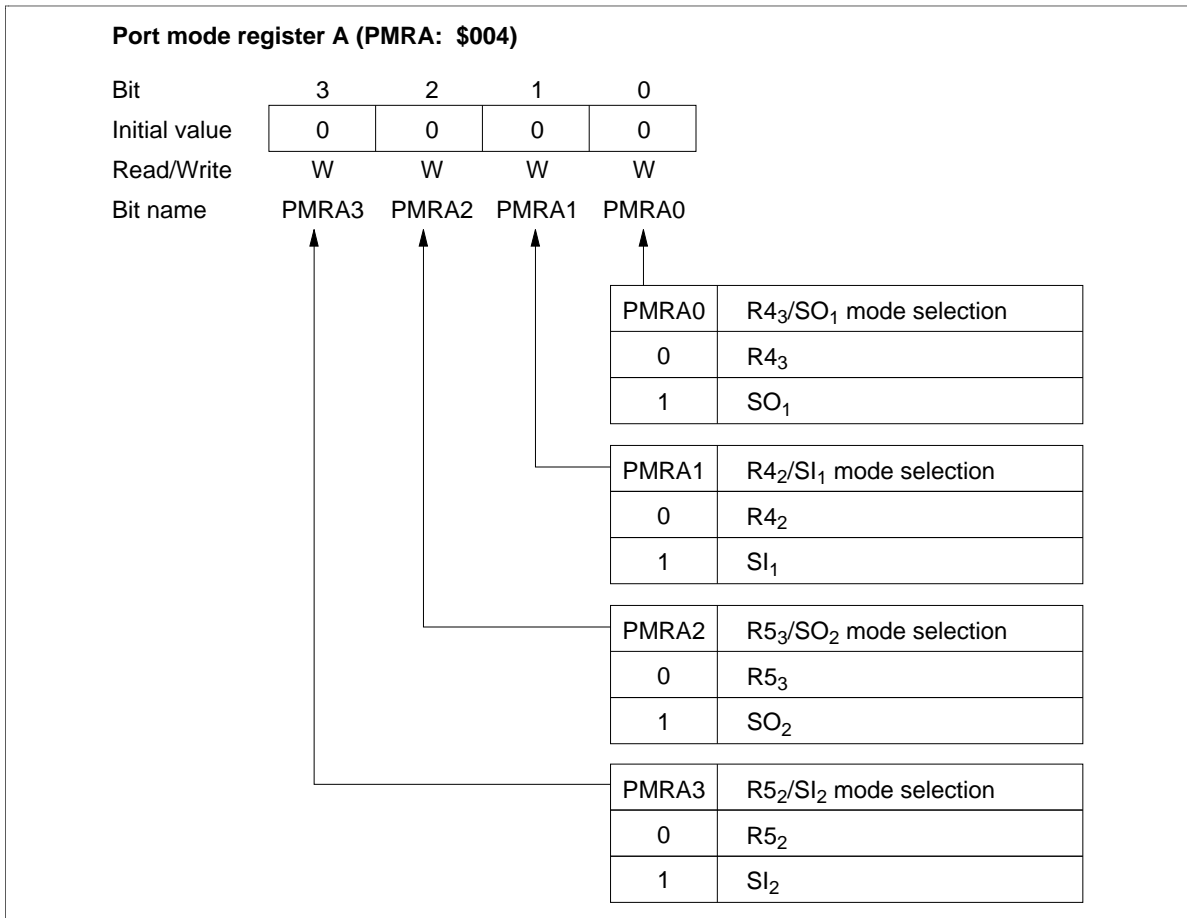 Port mode register A (PMRA: $004)
Bit 3 2 1 0
Initial value 0 0 0 0
Read/Write W W W W
Bit name PMRA3 PMRA2 PMRA1 PMRA0
PMRA0 R4₃/SO₁ mode selection
0 R4₃
1 SO₁
PMRA1 R4₂/SI₁ mode selection
0 R4₂
1 SI₁
PMRA2 R5₃/SO₂ mode selection
0 R5₃
1 SO₂
PMRA3 R5₂/SI₂ mode selection
0 R5₂
1 SI₂